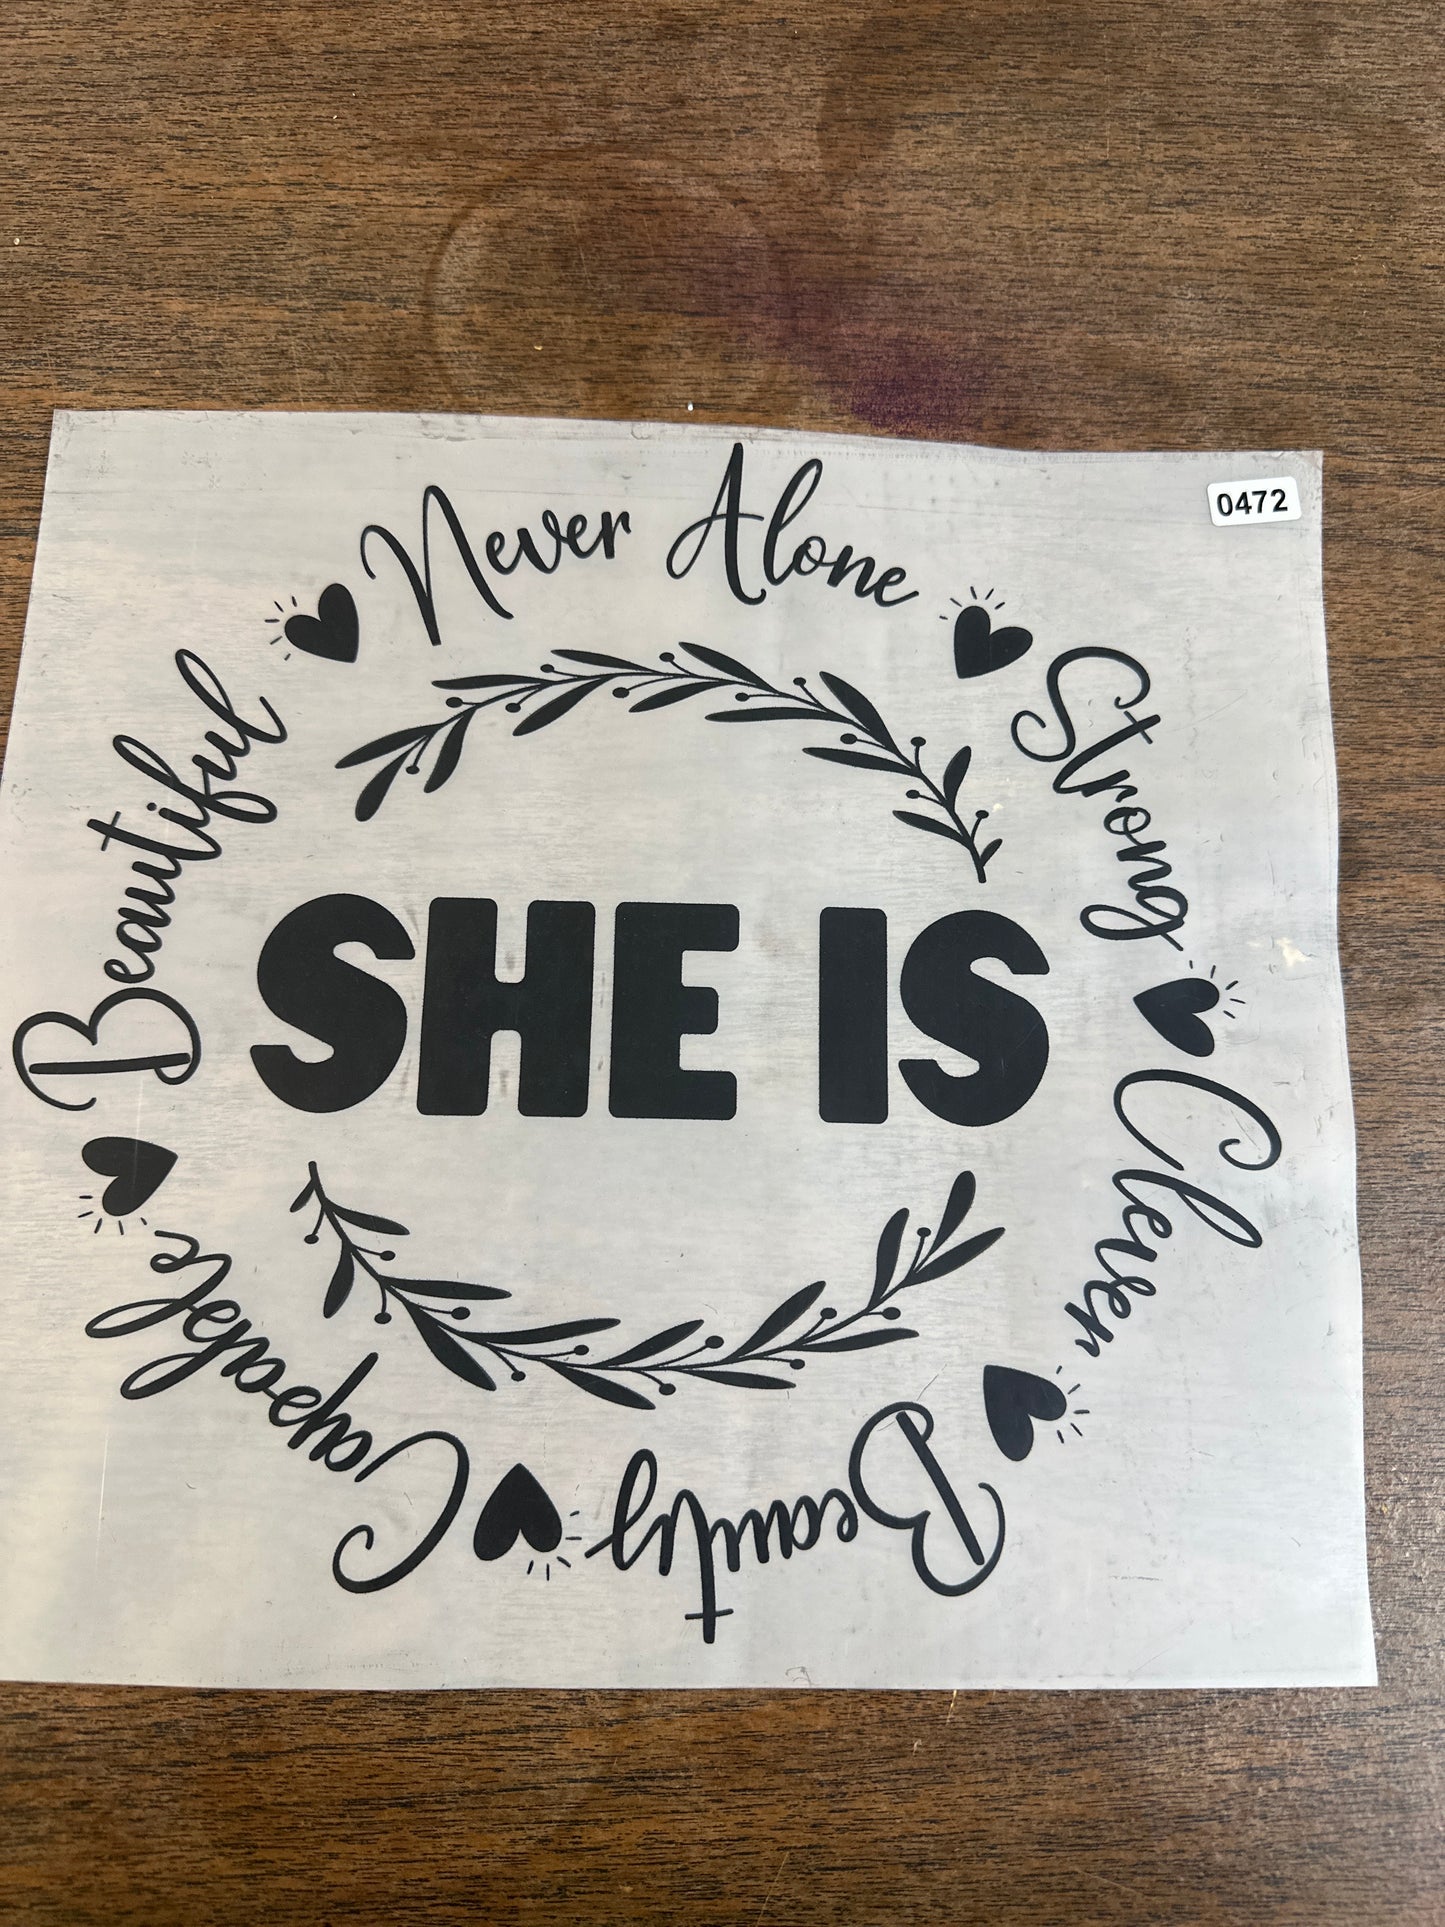 0472
Never Alone
Strong
Clever
Beauty
Capable
Beautiful
SHE IS